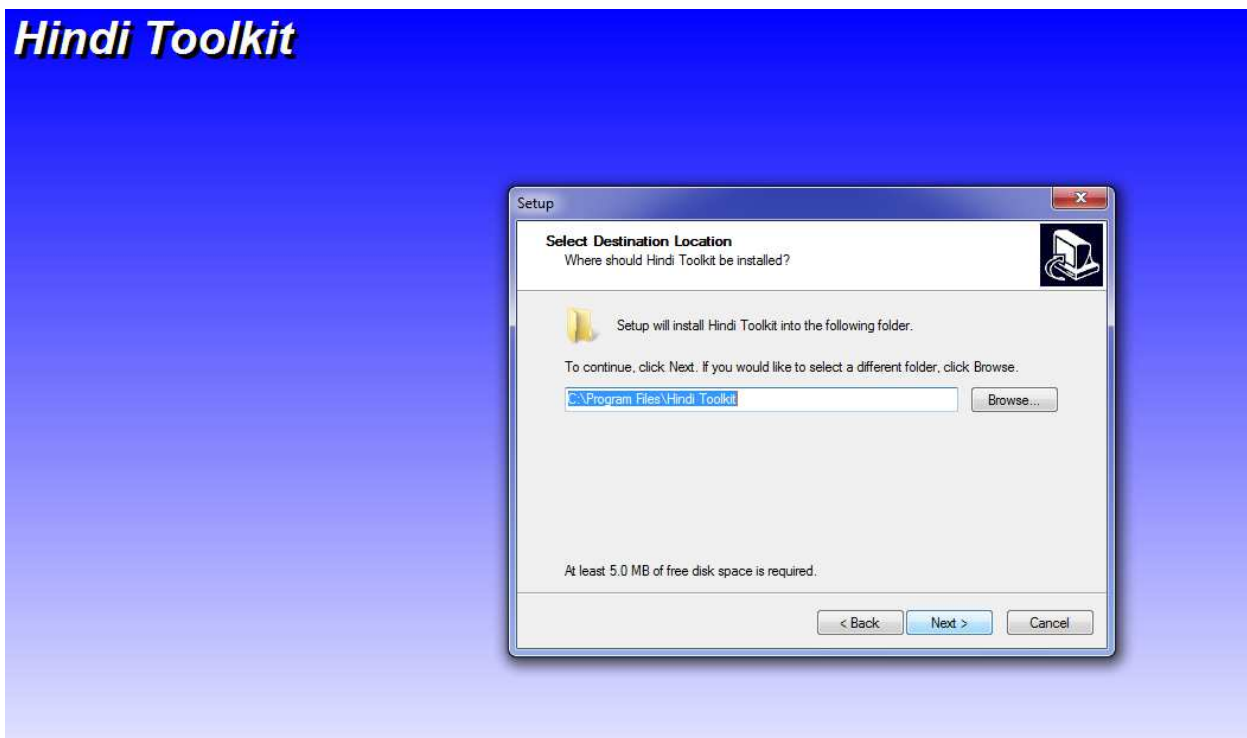 Hindi Toolkit
Setup
Select Destination Location
Where should Hindi Toolkit be installed?
Setup will install Hindi Toolkit into the following folder.
To continue, click Next. If you would like to select a different folder, click Browse.
C:\Program Files\Hindi Toolkit
Browse...
At least 5.0 MB of free disk space is required.
< Back
Next >
Cancel